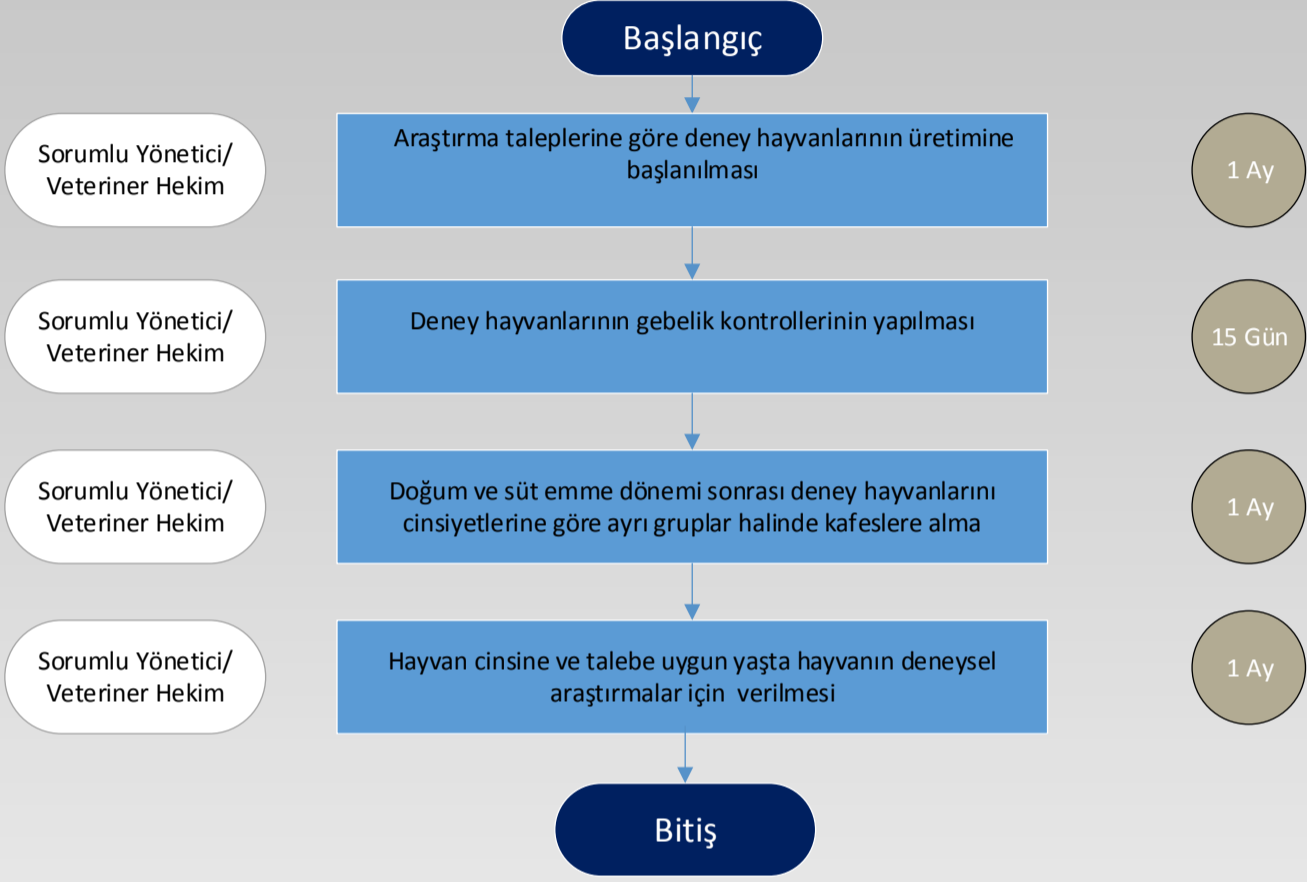 Başlangıç
Sorumlu Yönetici/
Veteriner Hekim
Araştırma taleplerine göre deney hayvanlarının üretimine
başlanılması
1 Ay
Sorumlu Yönetici/
Veteriner Hekim
Deney hayvanlarının gebelik kontrollerinin yapılması
15 Gün
Sorumlu Yönetici/
Veteriner Hekim
Doğum ve süt emme dönemi sonrası deney hayvanlarını
cinsiyetlerine göre ayrı gruplar halinde kafeslere alma
1 Ay
Sorumlu Yönetici/
Veteriner Hekim
Hayvan cinsine ve talebe uygun yaşta hayvanın deneysel
araştırmalar için verilmesi
1 Ay
Bitiş